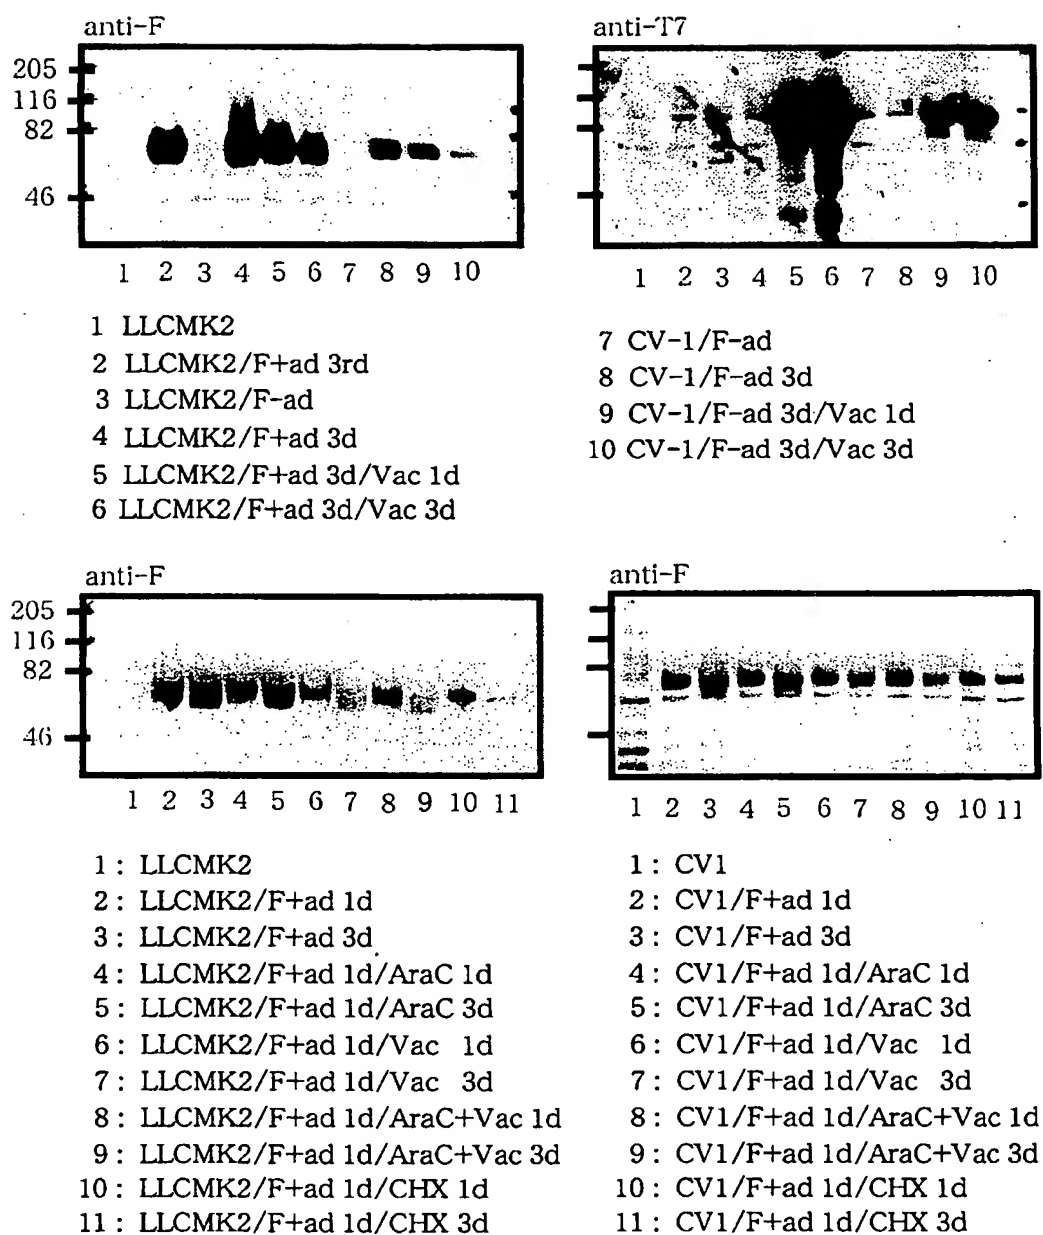 anti-F
205
116
82
46
1 2 3 4 5 6 7 8 9 10
anti-T7
1 2 3 4 5 6 7 8 9 10
1 LLCMK2
2 LLCMK2/F+ad 3rd
3 LLCMK2/F-ad
4 LLCMK2/F+ad 3d
5 LLCMK2/F+ad 3d/Vac 1d
6 LLCMK2/F+ad 3d/Vac 3d
7 CV-1/F-ad
8 CV-1/F-ad 3d
9 CV-1/F-ad 3d/Vac 1d
10 CV-1/F-ad 3d/Vac 3d
anti-F
205
116
82
46
1 2 3 4 5 6 7 8 9 10 11
1 : LLCMK2
2 : LLCMK2/F+ad 1d
3 : LLCMK2/F+ad 3d
4 : LLCMK2/F+ad 1d/AraC 1d
5 : LLCMK2/F+ad 1d/AraC 3d
6 : LLCMK2/F+ad 1d/Vac 1d
7 : LLCMK2/F+ad 1d/Vac 3d
8 : LLCMK2/F+ad 1d/AraC+Vac 1d
9 : LLCMK2/F+ad 1d/AraC+Vac 3d
10 : LLCMK2/F+ad 1d/CHX 1d
11 : LLCMK2/F+ad 1d/CHX 3d
anti-F
1 2 3 4 5 6 7 8 9 10 11
1 : CV1
2 : CV1/F+ad 1d
3 : CV1/F+ad 3d
4 : CV1/F+ad 1d/AraC 1d
5 : CV1/F+ad 1d/AraC 3d
6 : CV1/F+ad 1d/Vac 1d
7 : CV1/F+ad 1d/Vac 3d
8 : CV1/F+ad 1d/AraC+Vac 1d
9 : CV1/F+ad 1d/AraC+Vac 3d
10 : CV1/F+ad 1d/CHX 1d
11 : CV1/F+ad 1d/CHX 3d